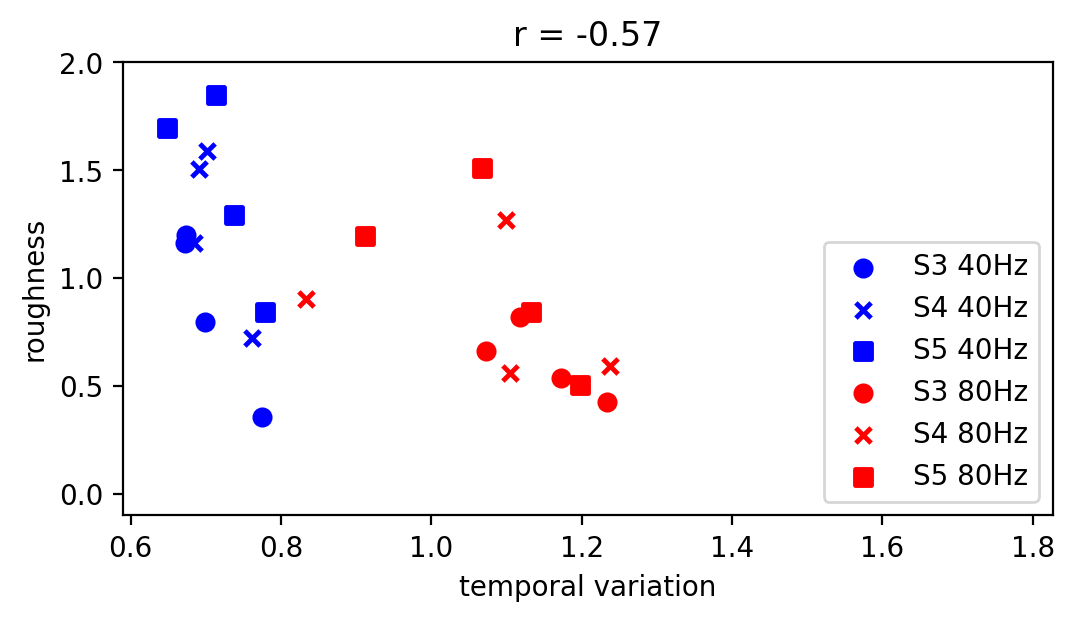 r = -0.57
2.0
1.5
1.0
0.5
0.0
roughness
0.6 0.8 1.0 1.2 1.4 1.6 1.8
temporal variation
S3 40Hz
S4 40Hz
S5 40Hz
S3 80Hz
S4 80Hz
S5 80Hz